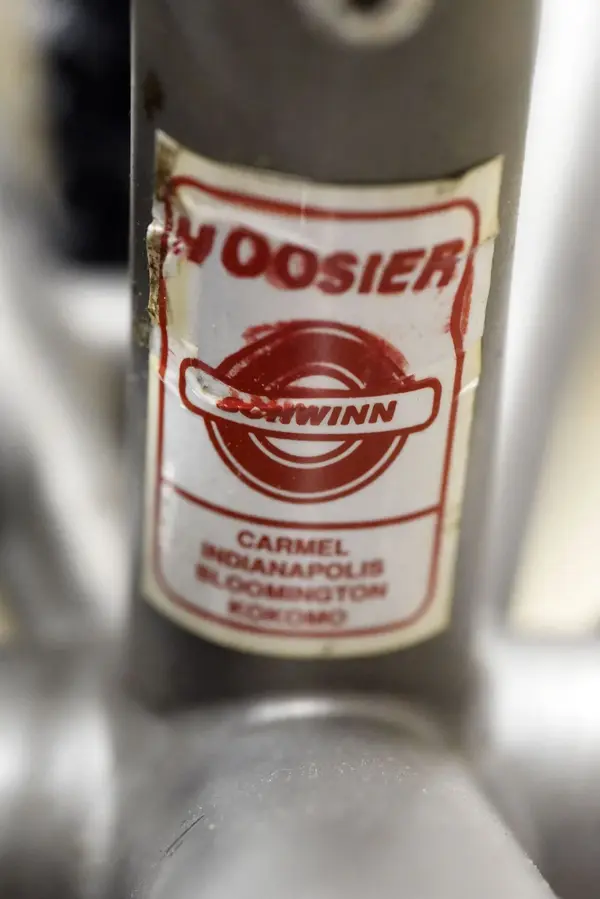 HOOSIER
SCHWINN
CARMEL
INDIANAPOLIS
BLOOMINGTON
KOKOMO